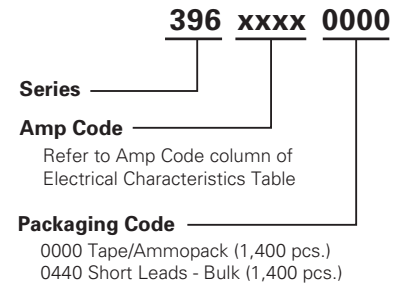 396 xxxx 0000
Series
Amp Code
Refer to Amp Code column of
Electrical Characteristics Table
Packaging Code
0000 Tape/Ammopack (1,400 pcs.)
0440 Short Leads - Bulk (1,400 pcs.)